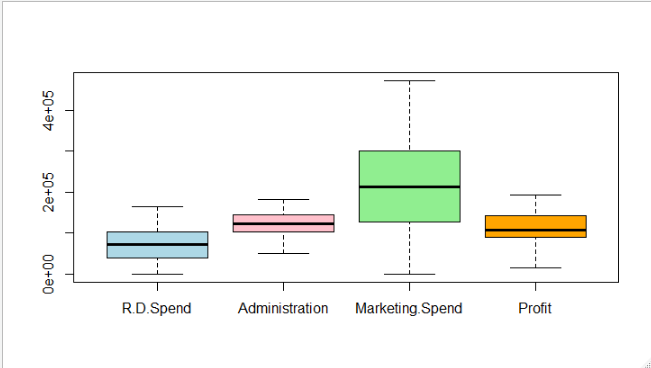 4e+05
2e+05
0e+00
R.D.Spend Administration Marketing.Spend Profit